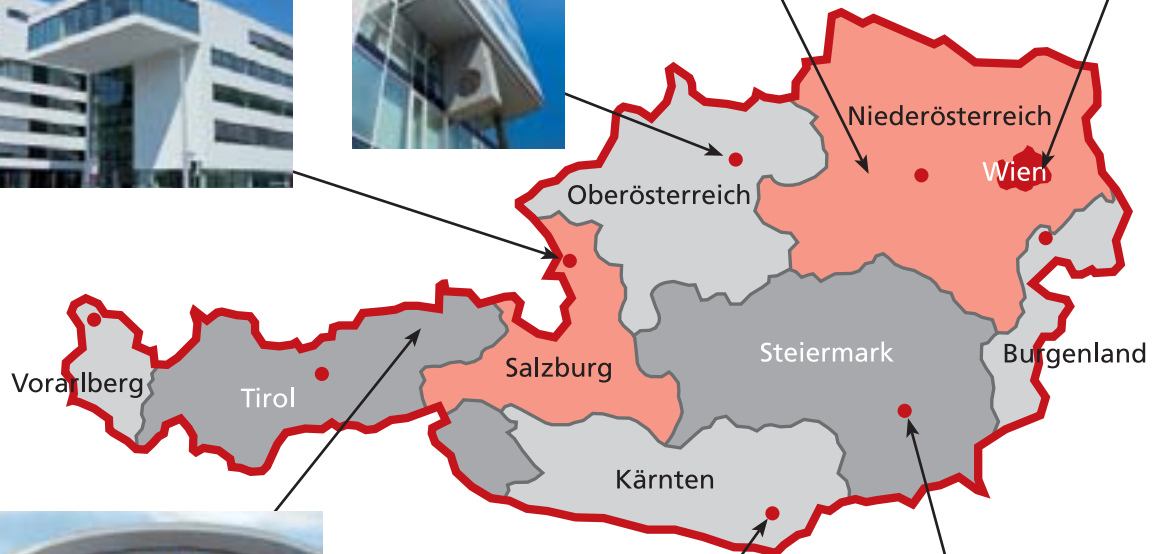 Niederösterreich
Wien
Oberösterreich
Steiermark
Burgenland
Salzburg
Vorarlberg
Tirol
Kärnten